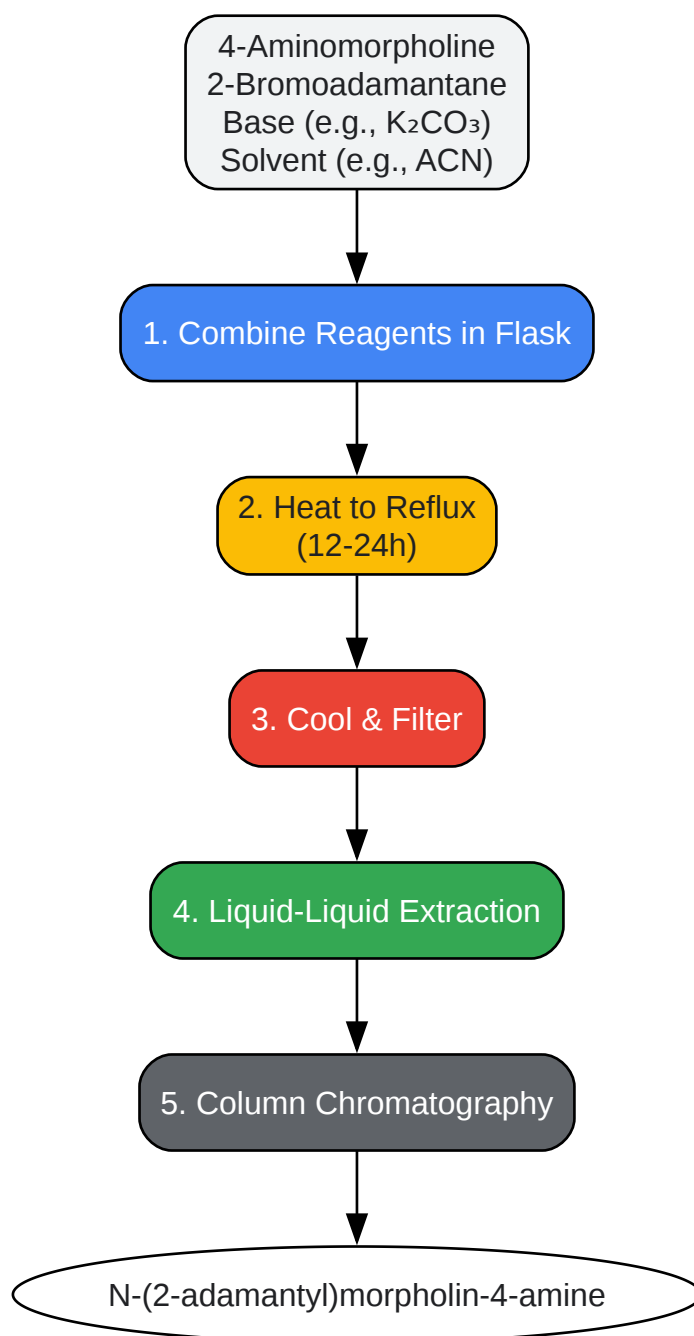 4-Aminomorpholine
2-Bromoadamantane
Base (e.g., K₂CO₃)
Solvent (e.g., ACN)
1. Combine Reagents in Flask
2. Heat to Reflux
(12-24h)
3. Cool & Filter
4. Liquid-Liquid Extraction
5. Column Chromatography
N-(2-adamantyl)morpholin-4-amine